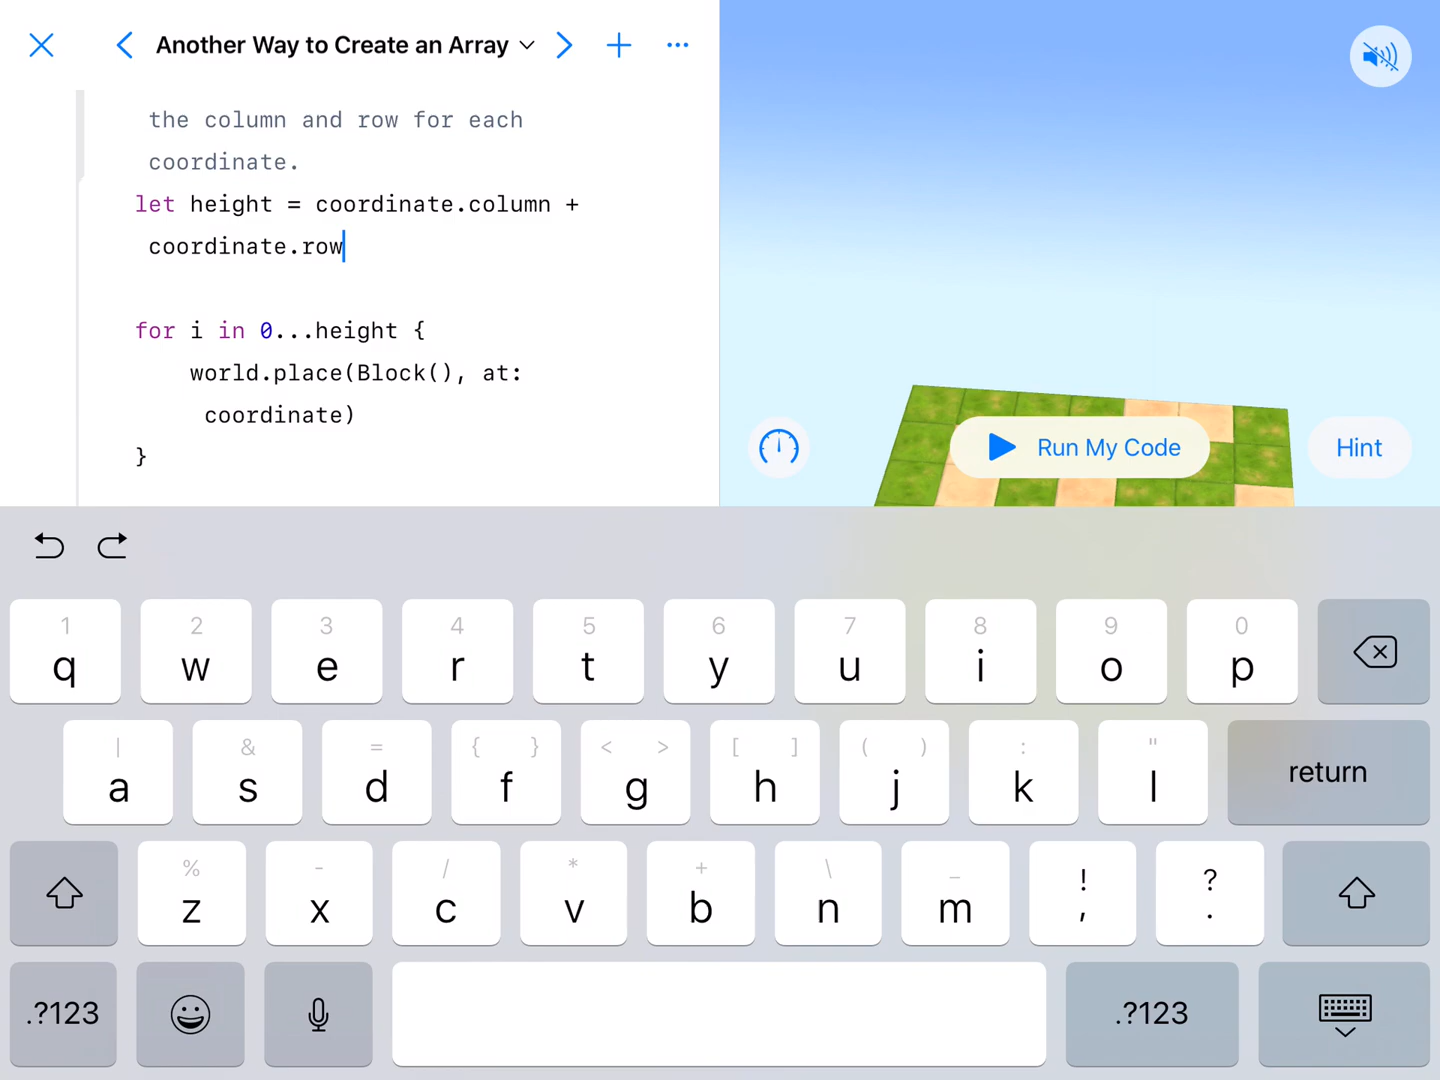 Another Way to Create an Array
the column and row for each
coordinate.
let height = coordinate.column +
coordinate.row
for i in 0...height {
world.place(Block(), at:
coordinate)
}
Run My Code
Hint
1 2 3 4 5 6 7 8 9 0
q w e r t y u i o p
| & = { } < > [ ] ( ) : "
a s d f g h j k l return
% - / * + \ _ ! ?
z x c v b n m , .
.?123 .?123